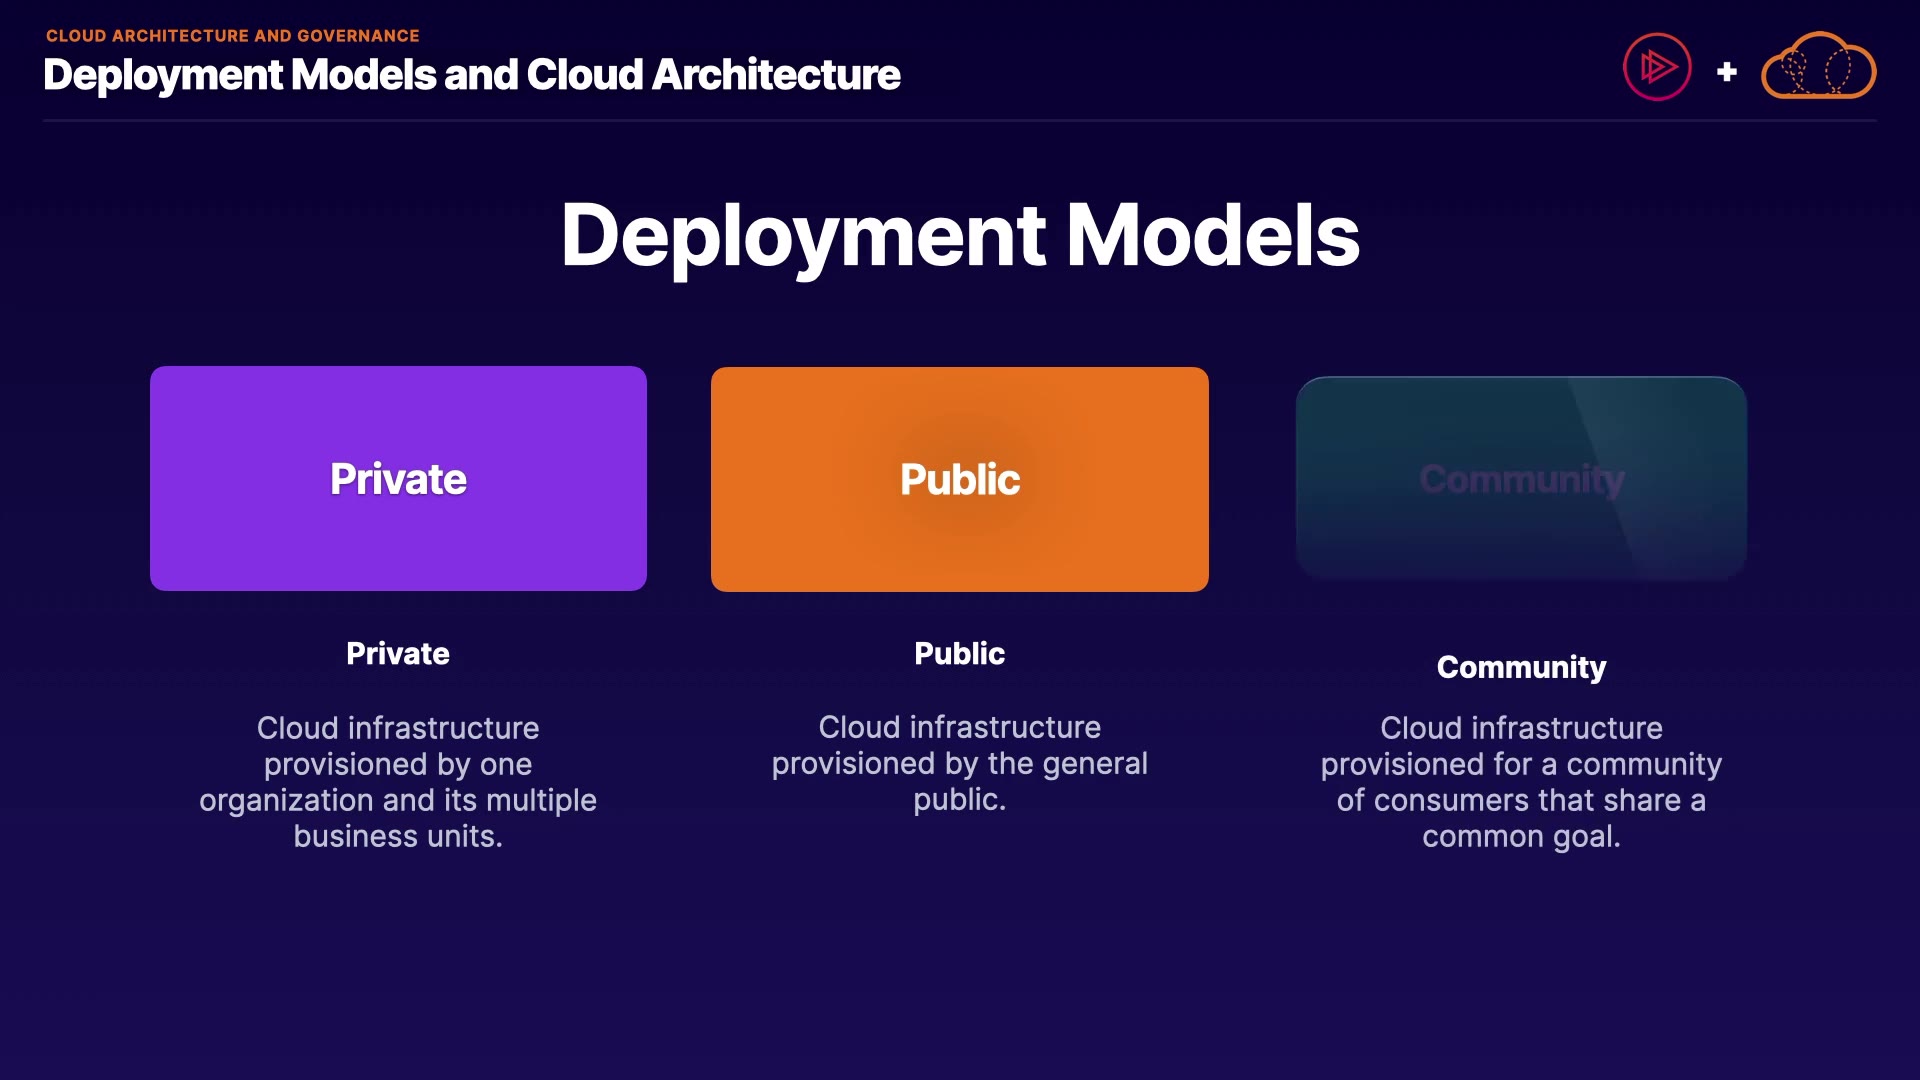 CLOUD ARCHITECTURE AND GOVERNANCE
Deployment Models and Cloud Architecture
Deployment Models
Private
Public
Community
Private
Cloud infrastructure
provisioned by one
organization and its multiple
business units.
Public
Cloud infrastructure
provisioned by the general
public.
Community
Cloud infrastructure
provisioned for a community
of consumers that share a
common goal.